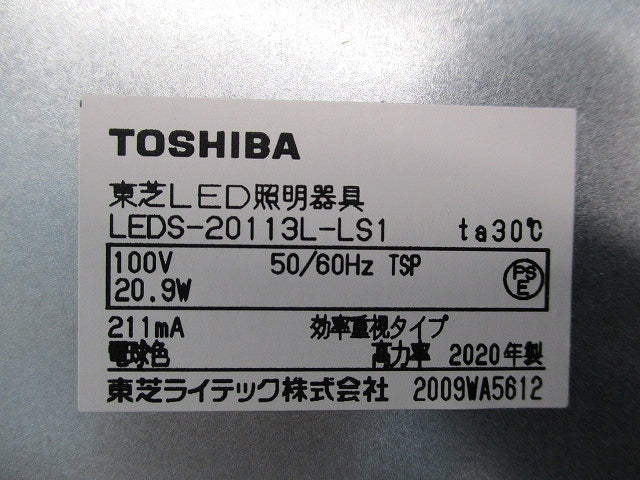 TOSHIBA
東芝LED照明器具
LEDS-20113L-LS1 ta30℃
100V 50/60Hz TSP
20.9W PSE
211mA 効率重視タイプ
電球色 高力率 2020年製
東芝ライテック株式会社 2009WA5612